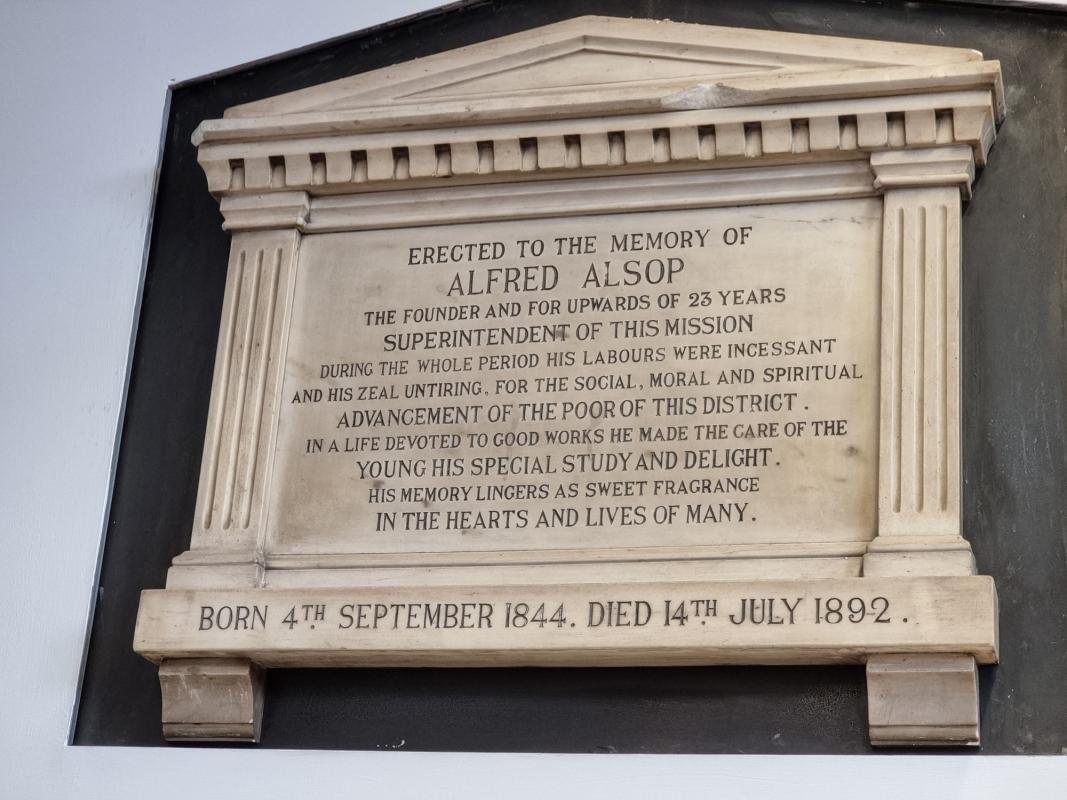 ERECTED TO THE MEMORY OF
ALFRED ALSOP
THE FOUNDER AND FOR UPWARDS OF 23 YEARS
SUPERINTENDENT OF THIS MISSION
DURING THE WHOLE PERIOD HIS LABOURS WERE INCESSANT
AND HIS ZEAL UNTIRING, FOR THE SOCIAL, MORAL AND SPIRITUAL
ADVANCEMENT OF THE POOR OF THIS DISTRICT.
IN A LIFE DEVOTED TO GOOD WORKS HE MADE THE CARE OF THE
YOUNG HIS SPECIAL STUDY AND DELIGHT.
HIS MEMORY LINGERS AS SWEET FRAGRANCE
IN THE HEARTS AND LIVES OF MANY.
BORN 4TH SEPTEMBER 1844. DIED 14TH JULY 1892.